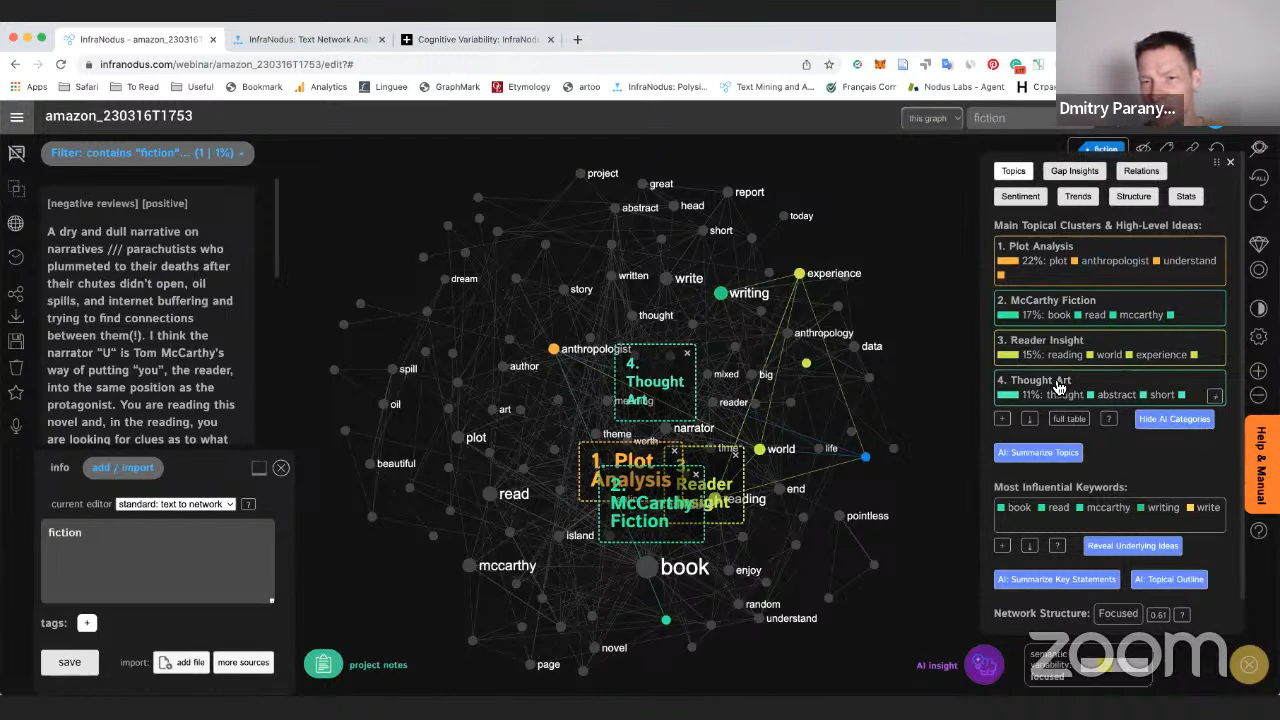 InfraNodus - amazon_230316T1
InfraNodus: Text Network Anal
Cognitive Variability: InfraNod
infranodus.com/webinar/amazon_230316T1753/edit?#
Apps
Safari
To Read
Useful
Bookmark
Analytics
Linguee
GraphMark
Etymology
artoo
InfraNodus: Polysi...
Text Mining and A...
Français Corr
Nodus Labs - Agent
Dmitry Parany...
amazon_230316T1753
this graph
fiction
Filter: contains "fiction"... (1 | 1%)
fiction
[negative reviews] [positive]
A dry and dull narrative on
narratives /// parachutists who
plummeted to their deaths after
their chutes didn't open, oil
spills, and internet buffering and
trying to find connections
between them(!). I think the
narrator "U" is Tom McCarthy's
way of putting "you", the reader,
into the same position as the
protagonist. You are reading this
novel and, in the reading, you
are looking for clues as to what
info
add / import
current editor
standard: text to network
?
fiction
tags:
+
save
import:
add file
more sources
project
great
report
abstract
head
today
short
dream
written
write
experience
story
writing
thought
anthropology
data
anthropologist
4.
Thought
Art
meaning
spill
author
mixed
big
oil
art
reader
narrator
theme
worth
plot
time
world
life
1. Plot
Analysis
3.
Reader
Insight
2.
McCarthy
Fiction
beautiful
reading
end
read
pointless
island
mccarthy
book
enjoy
random
understand
novel
page
project notes
AI insight
Topics
Gap Insights
Relations
Sentiment
Trends
Structure
Stats
Main Topical Clusters & High-Level Ideas:
1. Plot Analysis
22%: plot anthropologist understand
2. McCarthy Fiction
17%: book read mccarthy
3. Reader Insight
15%: reading world experience
4. Thought Art
11%: thought abstract short
+
full table
?
Hide AI Categories
AI: Summarize Topics
Most Influential Keywords:
book read mccarthy writing write
+
?
Reveal Underlying Ideas
AI: Summarize Key Statements
AI: Topical Outline
Network Structure:
Focused
0.61
?
semantic
variability:
focused
Help & Manual
zoom